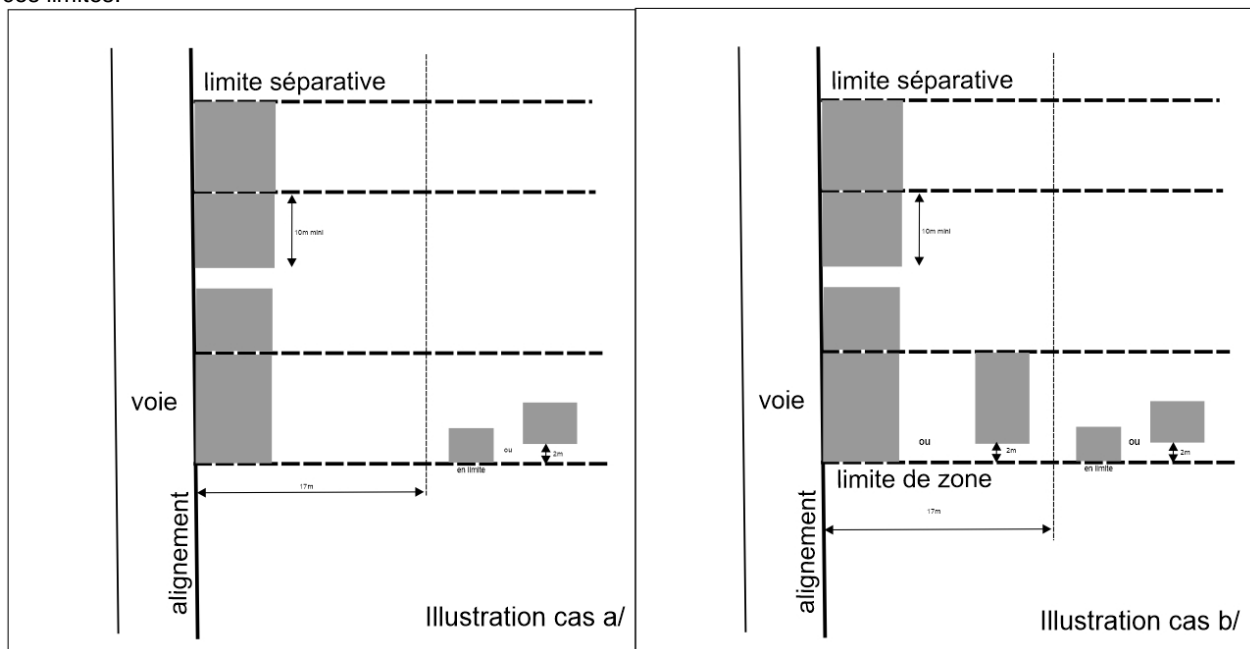 ces limites.
limite séparative
10m mini
voie
ou
2m
en limite
17m
alignement
Illustration cas a/
limite séparative
10m mini
voie
ou
2m
ou
2m
en limite
limite de zone
17m
alignement
Illustration cas b/